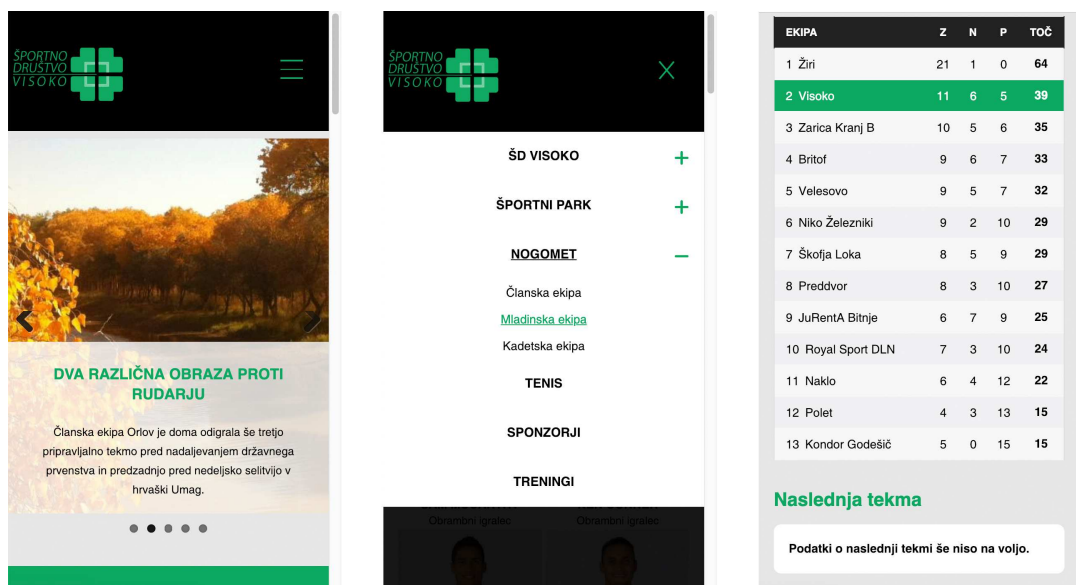 ŠPORTNO
DRUŠTVO
VISOKO
DVA RAZLIČNA OBRAZA PROTI
RUDARJU
Članska ekipa Orlov je doma odigrala še tretjo
pripravljalno tekmo pred nadaljevanjem državnega
prvenstva in predzadnjo pred nedeljsko selitvijo v
hrvaški Umag.
ŠPORTNO
DRUŠTVO
VISOKO
ŠD VISOKO
ŠPORTNI PARK
NOGOMET
Članska ekipa
Mladinska ekipa
Kadetska ekipa
TENIS
SPONZORJI
TRENINGI
Obrambni igralec Obrambni igralec
EKIPA Z N P TOČ
1 Žiri 21 1 0 64
2 Visoko 11 6 5 39
3 Zarica Kranj B 10 5 6 35
4 Britof 9 6 7 33
5 Velesovo 9 5 7 32
6 Niko Železniki 9 2 10 29
7 Škofja Loka 8 5 9 29
8 Preddvor 8 3 10 27
9 JuRentA Bitnje 6 7 9 25
10 Royal Sport DLN 7 3 10 24
11 Naklo 6 4 12 22
12 Polet 4 3 13 15
13 Kondor Godešič 5 0 15 15
Naslednja tekma
Podatki o naslednji tekmi še niso na voljo.